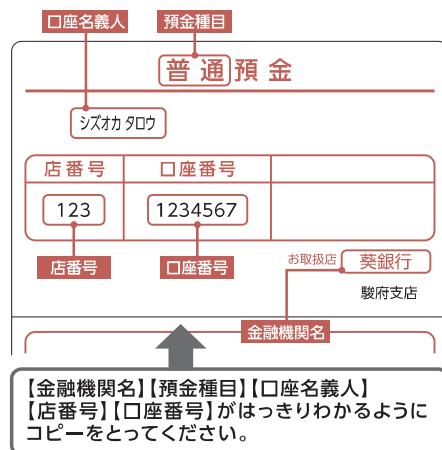 口座名義人 預金種目
普通預金
シズオカ タロウ
店番号 口座番号
123 1234567
店番号 口座番号
お取扱店 葵銀行
駿府支店
金融機関名
【金融機関名】【預金種目】【口座名義人】
【店番号】【口座番号】がはっきりわかるように
コピーをとってください。